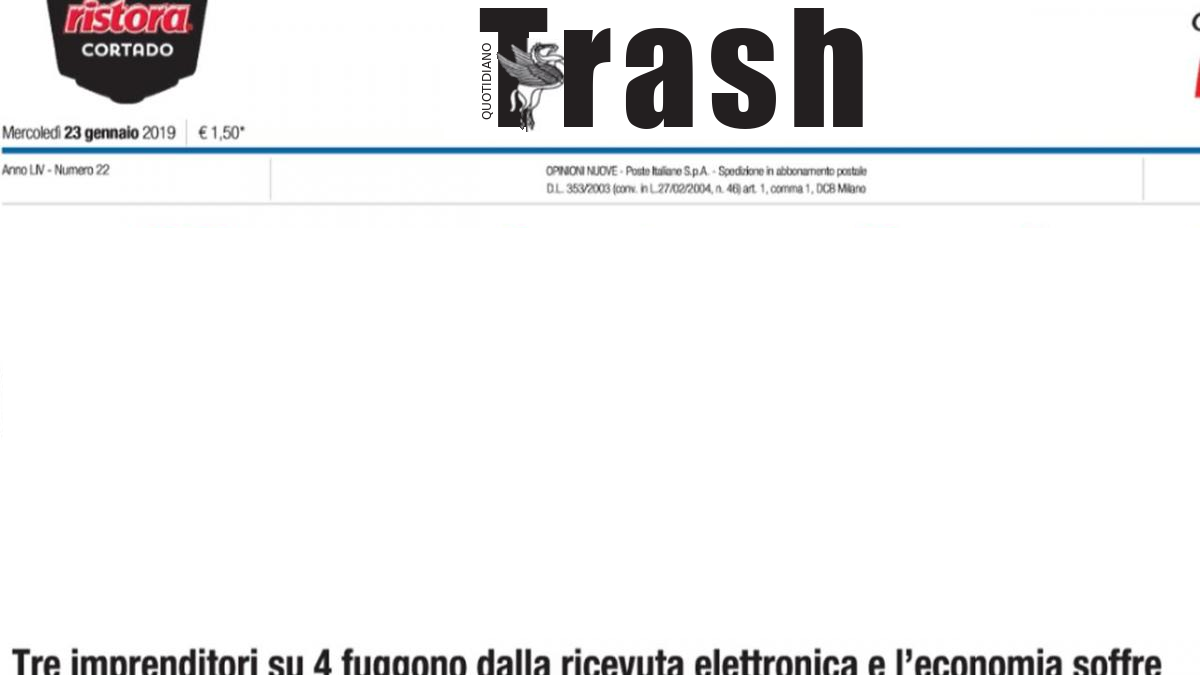 ristora
CORTADO
QUOTIDIANO
Trash
Mercoledì 23 gennaio 2019
€ 1,50*
Anno LIV - Numero 22
OPINIONI NUOVE - Poste Italiane S.p.A. - Spedizione in abbonamento postale
D.L. 353/2003 (conv. in L.27/02/2004, n. 46) art. 1, comma 1, DCB Milano
Tre imprenditori su 4 fuggono dalla ricevuta elettronica e l'economia soffre